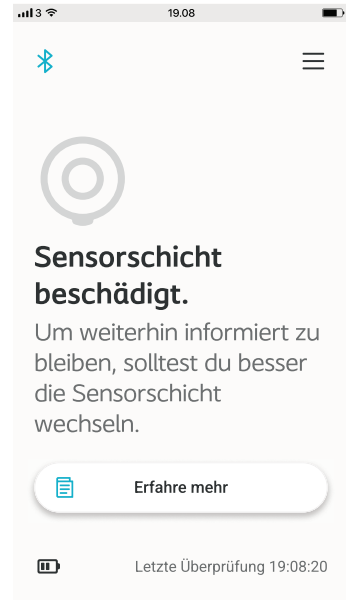 3 19.08
Sensorschicht
beschädigt.
Um weiterhin informiert zu
bleiben, solltest du besser
die Sensorschicht
wechseln.
Erfahre mehr
Letzte Überprüfung 19:08:20